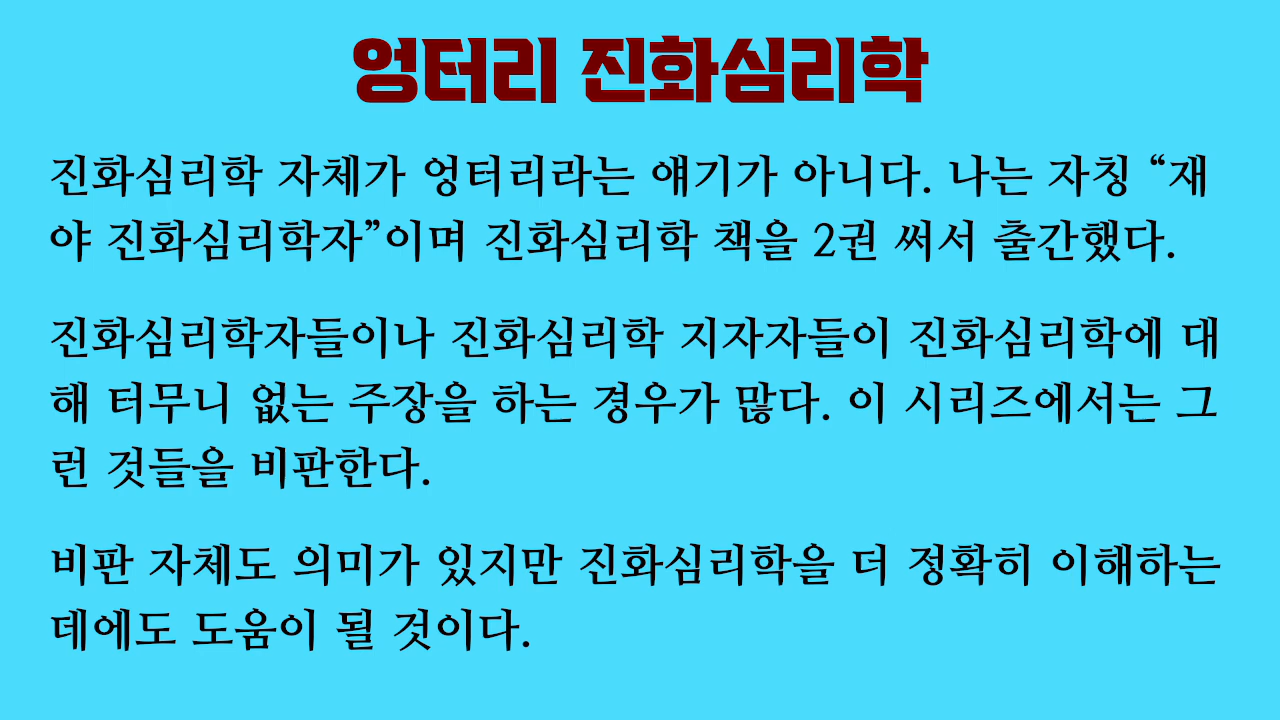 엉터리 진화심리학
진화심리학 자체가 엉터리라는 얘기가 아니다. 나는 자칭 “재
야 진화심리학자”이며 진화심리학 책을 2권 써서 출간했다.
진화심리학자들이나 진화심리학 지자자들이 진화심리학에 대
해 터무니 없는 주장을 하는 경우가 많다. 이 시리즈에서는 그
런 것들을 비판한다.
비판 자체도 의미가 있지만 진화심리학을 더 정확히 이해하는
데에도 도움이 될 것이다.